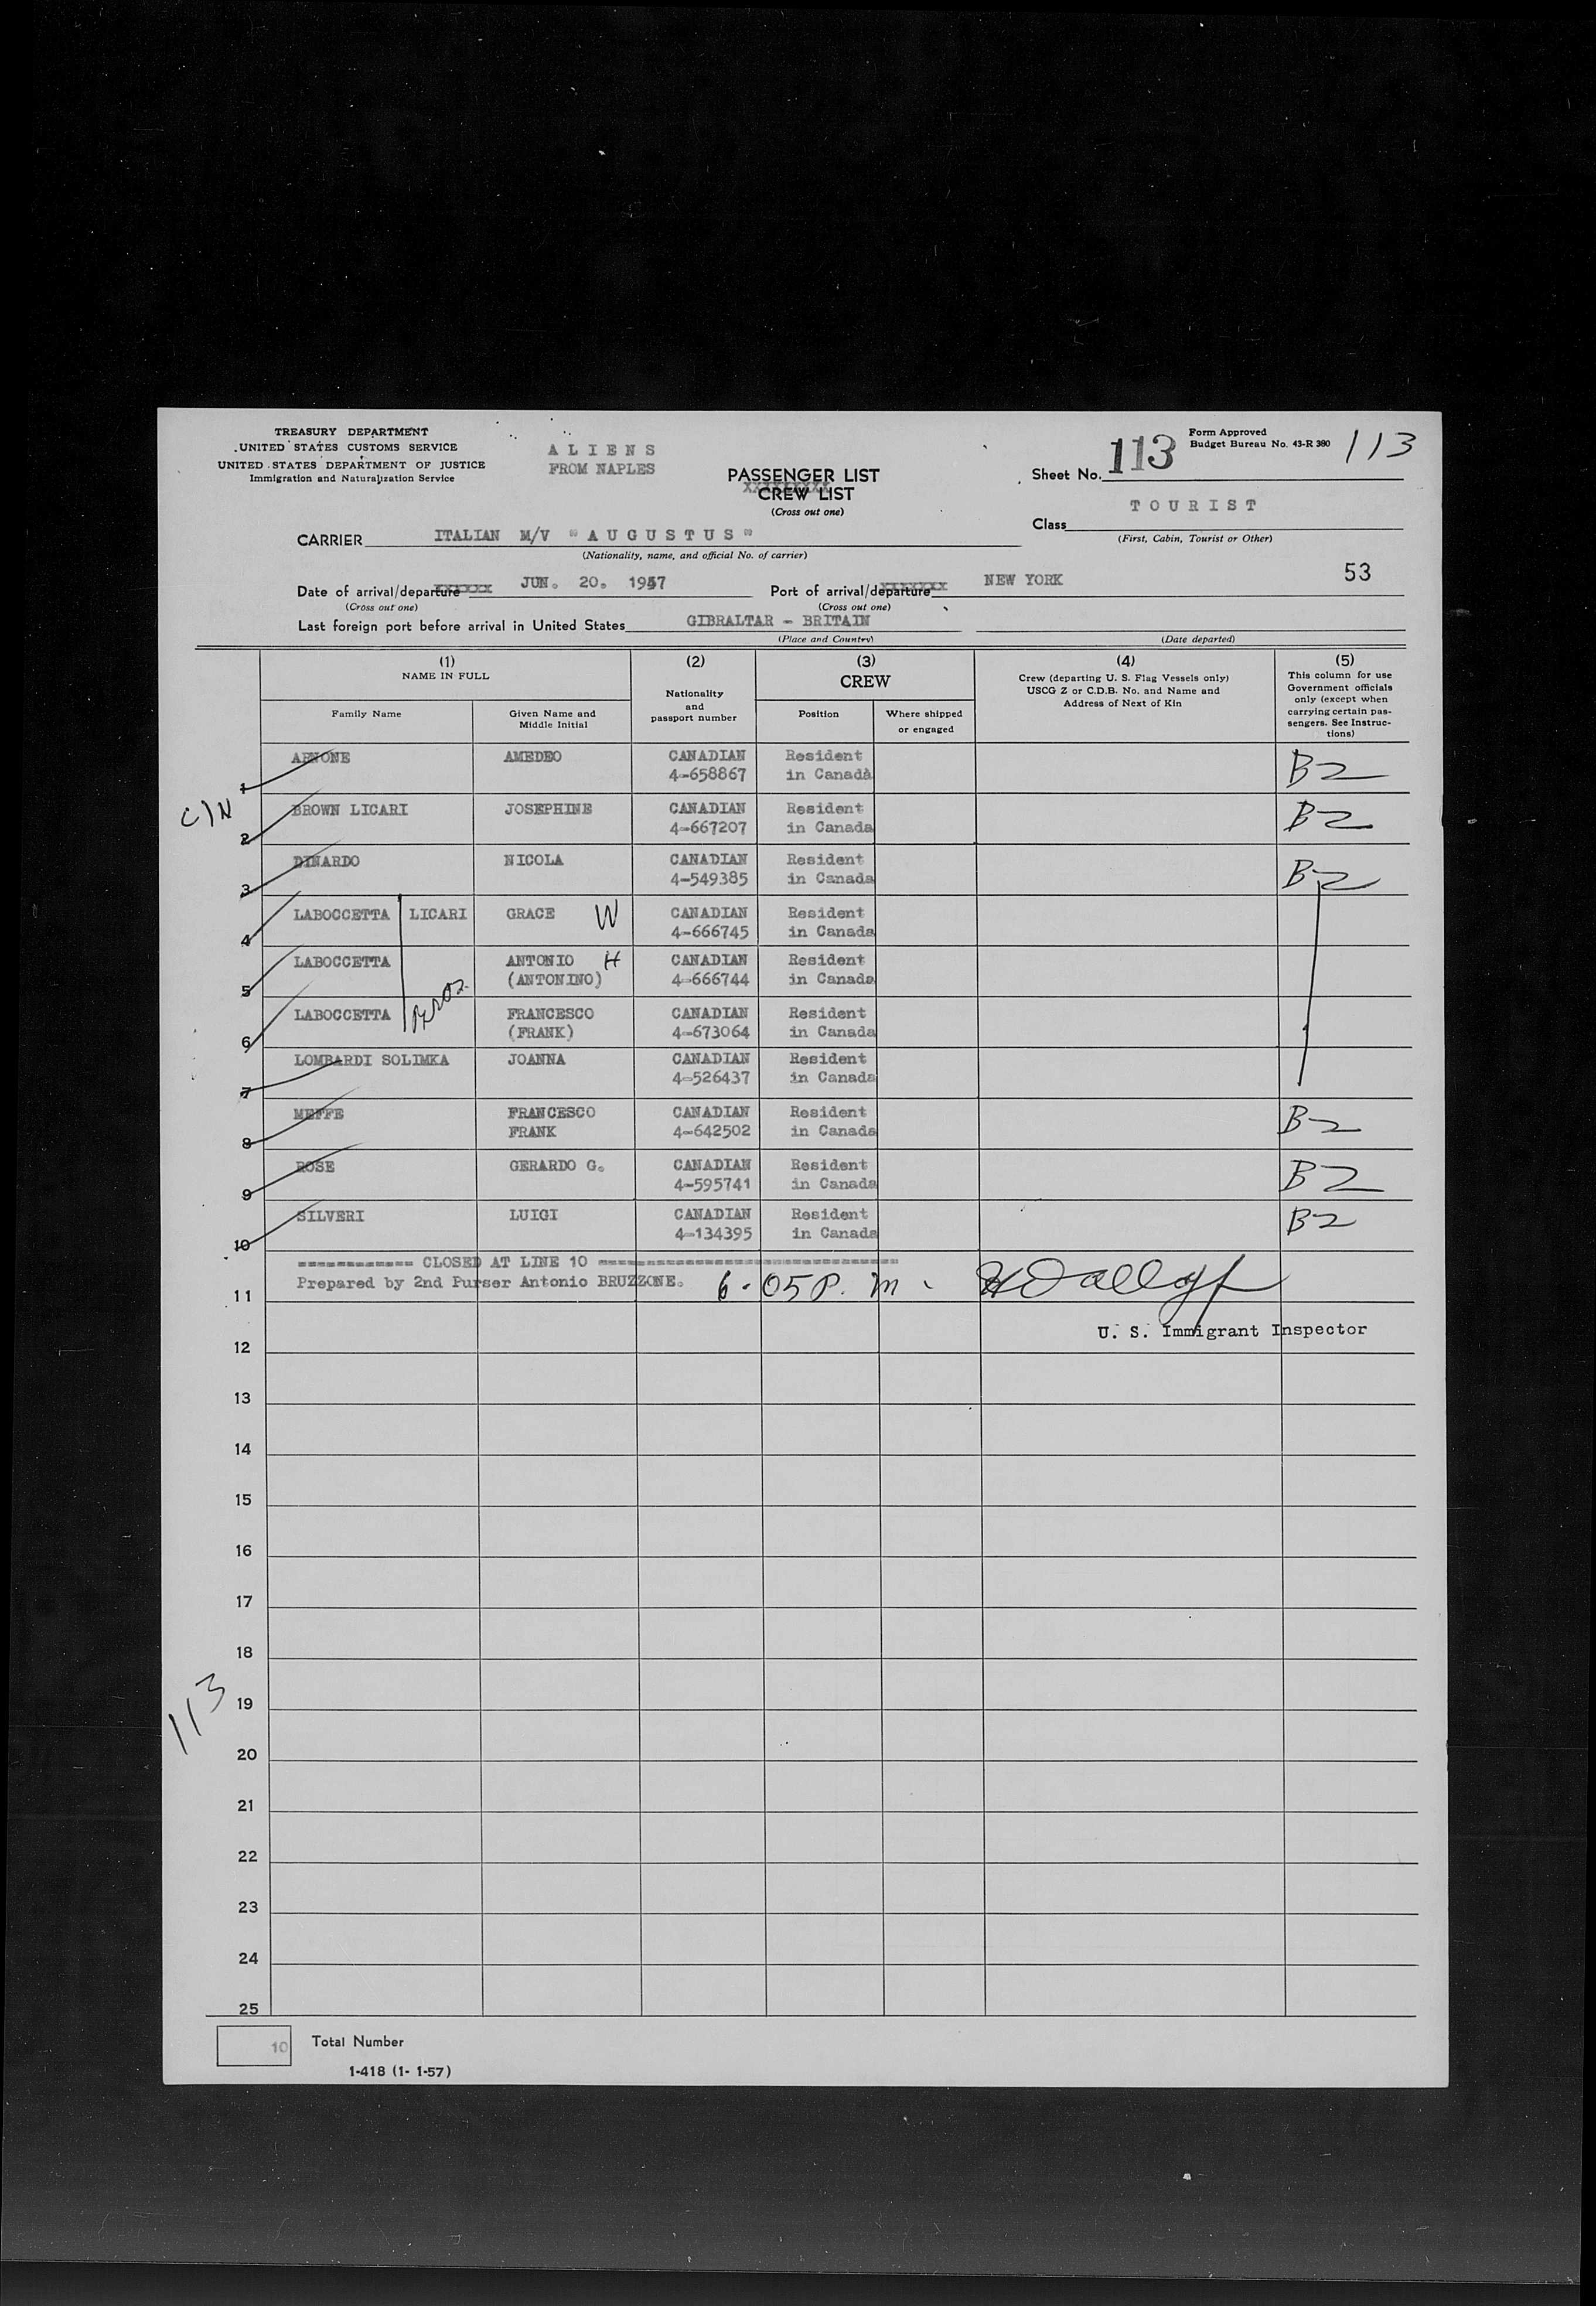 TREASURY DEPARTMENT
UNITED STATES CUSTOMS SERVICE
UNITED STATES DEPARTMENT OF JUSTICE
Immigration and Naturalization Service
A L I E N S
FROM NAPLES
PASSENGER LIST
CREW LIST
(Cross out one)
Form Approved
Budget Bureau No. 43-R 380
113
Sheet No. 113
T O U R I S T
Class
(First, Cabin, Tourist or Other)
CARRIER ITALIAN M/V "A U G U S T U S"
(Nationality, name, and official No. of carrier)
Date of arrival/departure JUN. 20. 1957
(Cross out one)
Port of arrival/departure NEW YORK
(Cross out one)
53
Last foreign port before arrival in United States GIBRALTAR - BRITAIN
(Place and Country)
(Date departed)
(1) NAME IN FULL
Family Name
Given Name and Middle Initial
(2) Nationality and passport number
(3) CREW
Position
Where shipped or engaged
(4) Crew (departing U. S. Flag Vessels only) USCG Z or C.D.B. No. and Name and Address of Next of Kin
(5) This column for use Government officials only (except when carrying certain passengers. See Instructions)
1 ARNONE AMEDEO CANADIAN 4-658867 Resident in Canada B2
C/N
2 BROWN LICARI JOSEPHINE CANADIAN 4-667207 Resident in Canada B2
3 DINARDO NICOLA CANADIAN 4-549385 Resident in Canada B2
4 LABOCCETTA LICARI GRACE W CANADIAN 4-666745 Resident in Canada
5 LABOCCETTA ANTONIO (ANTONINO) H CANADIAN 4-666744 Resident in Canada
6 LABOCCETTA Bros. FRANCESCO (FRANK) CANADIAN 4-673064 Resident in Canada
7 LOMBARDI SOLIMKA JOANNA CANADIAN 4-526437 Resident in Canada
8 MEFFE FRANCESCO FRANK CANADIAN 4-642502 Resident in Canada B2
9 ROSE GERARDO G. CANADIAN 4-595741 Resident in Canada B2
10 SILVERI LUIGI CANADIAN 4-134395 Resident in Canada B2
============ CLOSED AT LINE 10 ================================
Prepared by 2nd Purser Antonio BRUZZONE.
6-05 P. M.
U. S. Immigrant Inspector
11
12
13
14
15
16
17
18
113
19
20
21
22
23
24
25
10 Total Number
1-418 (1- 1-57)